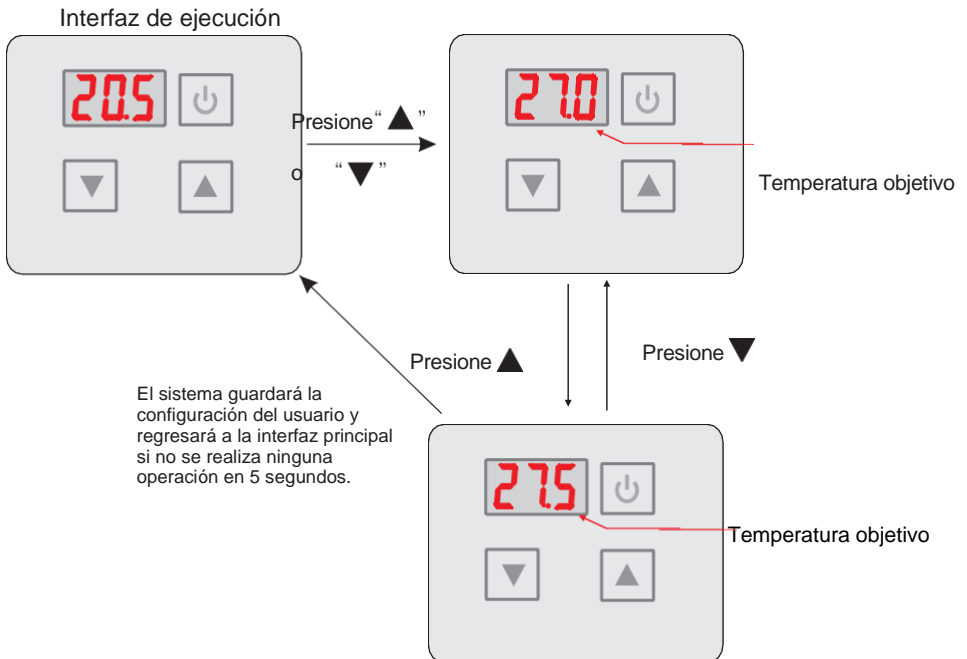 Interfaz de ejecución
20.5
27.0
Presione “ ▲ ”
o “ ▼ ”
Temperatura objetivo
Presione ▲
Presione ▼
El sistema guardará la
configuración del usuario y
regresará a la interfaz principal
si no se realiza ninguna
operación en 5 segundos.
27.5
Temperatura objetivo